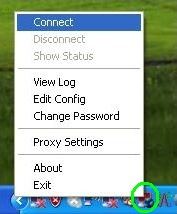 Connect
Disconnect
Show Status
View Log
Edit Config
Change Password
Proxy Settings
About
Exit